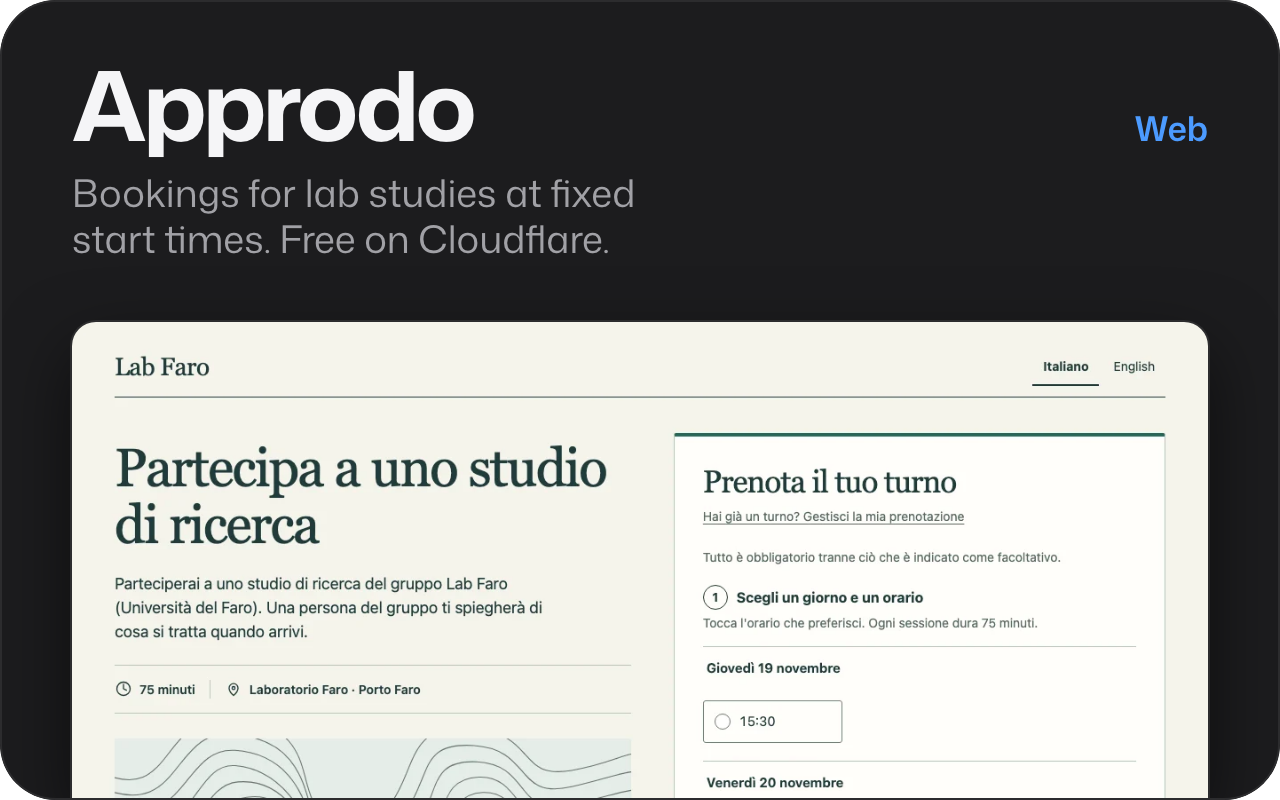 Approdo
Web
Bookings for lab studies at fixed
start times. Free on Cloudflare.
Lab Faro
Italiano
English
Partecipa a uno studio
di ricerca
Parteciperai a uno studio di ricerca del gruppo Lab Faro
(Università del Faro). Una persona del gruppo ti spiegherà di
cosa si tratta quando arrivi.
75 minuti
Laboratorio Faro · Porto Faro
Prenota il tuo turno
Hai già un turno? Gestisci la mia prenotazione
Tutto è obbligatorio tranne ciò che è indicato come facoltativo.
1 Scegli un giorno e un orario
Tocca l'orario che preferisci. Ogni sessione dura 75 minuti.
Giovedì 19 novembre
15:30
Venerdì 20 novembre